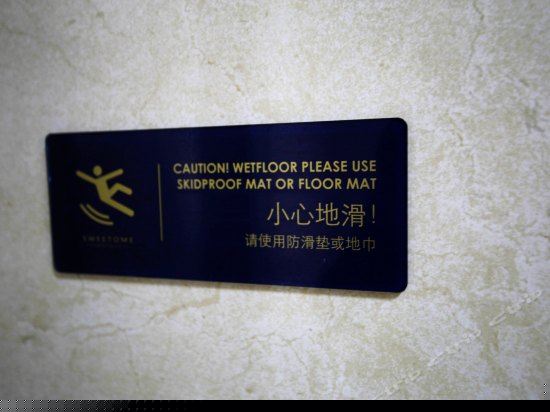 CAUTION! WETFLOOR PLEASE USE
SKIDPROOF MAT OR FLOOR MAT
小心地滑!
请使用防滑垫或地巾
SWEETOME